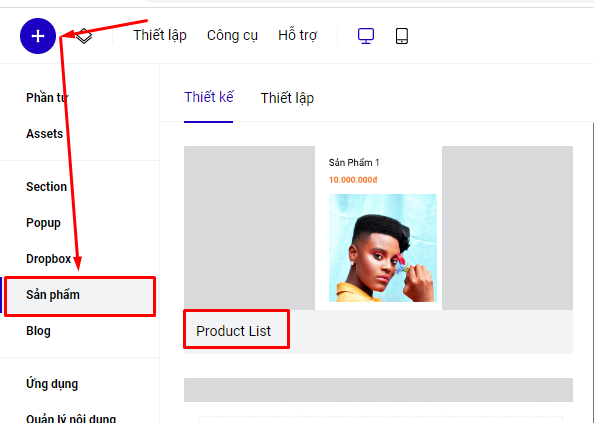 Thiết lập Công cụ Hỗ trợ
Phần tử
Assets
Section
Popup
Dropbox
Sản phẩm
Blog
Ứng dụng
Quản lý nội dung
Thiết kế Thiết lập
Sản Phẩm 1
10.000.000đ
Product List